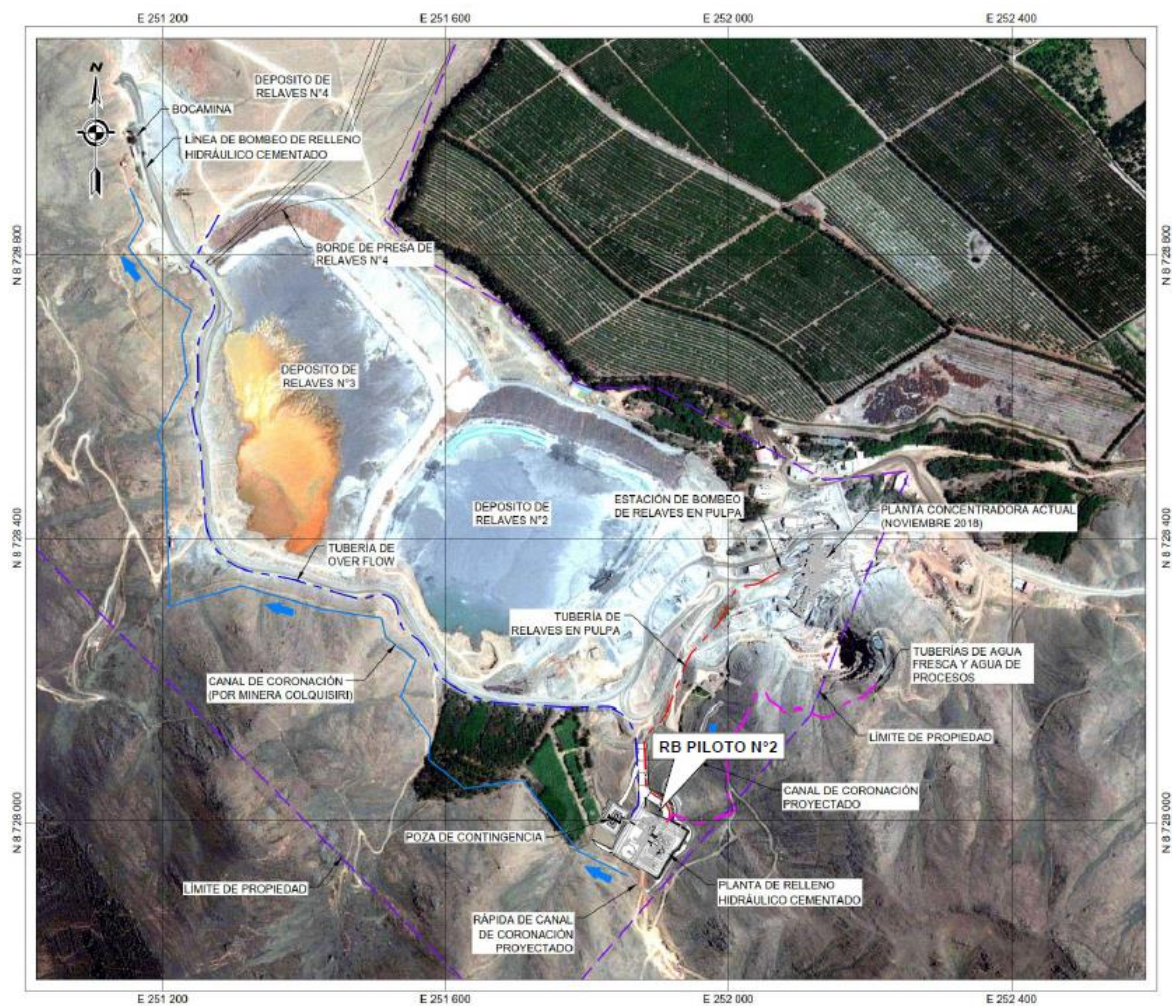 E 251 200
E 251 600
E 252 000
E 252 400
N
DEPOSITO DE
RELAVES N°4
BOCAMINA
LÍNEA DE BOMBEO DE RELLENO
HIDRÁULICO CEMENTADO
N 8 728 800
N 8 728 800
BORDE DE PRESA DE
RELAVES N°4
DEPOSITO DE
RELAVES N°3
DEPOSITO DE
RELAVES N°2
ESTACIÓN DE BOMBEO
DE RELAVES EN PULPA
PLANTA CONCENTRADORA ACTUAL
(NOVIEMBRE 2018)
N 8 728 400
N 8 728 400
TUBERÍA DE
OVER FLOW
TUBERÍA DE
RELAVES EN PULPA
TUBERÍAS DE AGUA
FRESCA Y AGUA DE
PROCESOS
CANAL DE CORONACIÓN
(POR MINERA COLQUISIRI)
LÍMITE DE PROPIEDAD
RB PILOTO N°2
CANAL DE CORONACIÓN
PROYECTADO
N 8 728 000
N 8 728 000
POZA DE CONTINGENCIA
LÍMITE DE PROPIEDAD
PLANTA DE RELLENO
HIDRÁULICO CEMENTADO
RÁPIDA DE CANAL
DE CORONACIÓN
PROYECTADO
E 251 200
E 251 600
E 252 000
E 252 400